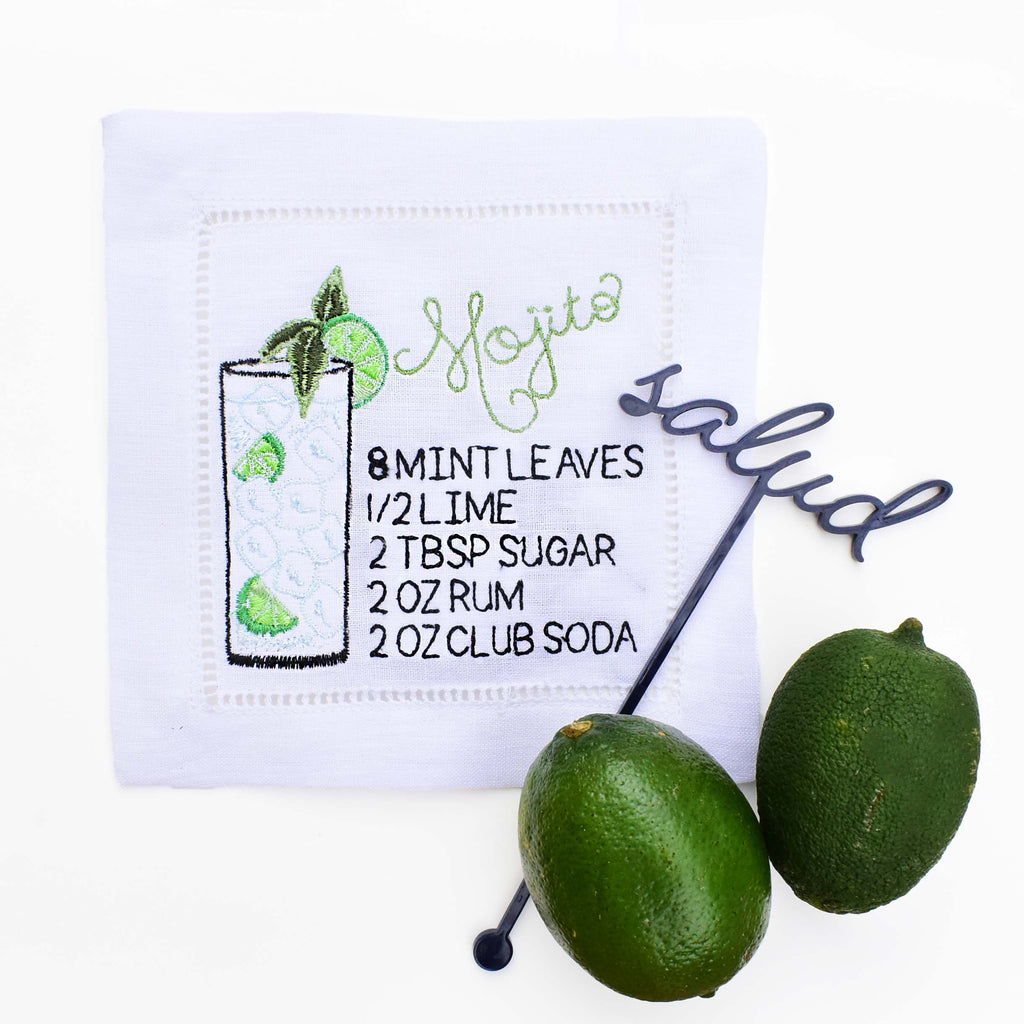 Mojito
8 MINT LEAVES
1/2 LIME
2 TBSP SUGAR
2 OZ RUM
2 OZ CLUB SODA
salud